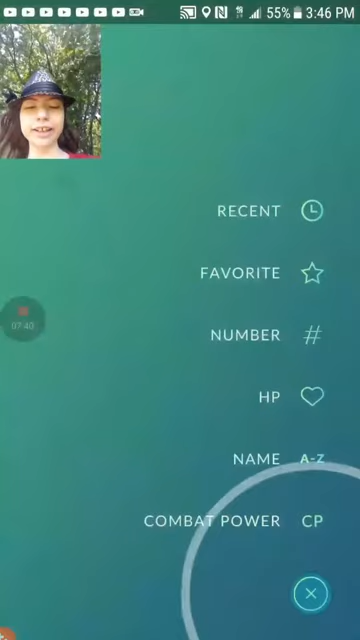 55% 3:46 PM
RECENT
FAVORITE
NUMBER #
HP
NAME A-Z
COMBAT POWER CP
07:40